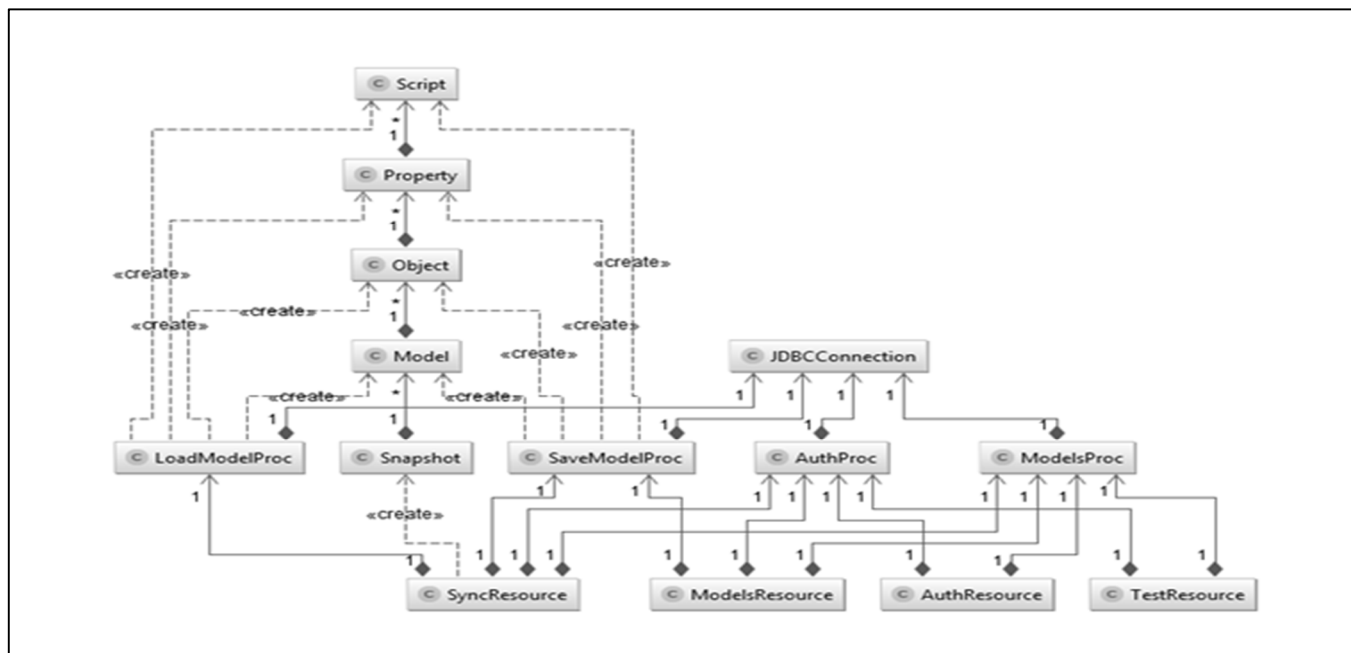 C Script
*
1
C Property
*
1
«create»
«create»
C Object
«create»
«create»
*
«create»
1
«create»
C Model
C JDBCConnection
«create»
*
«create»
1
1
1
1
1
1
1
1
1
C LoadModelProc
C Snapshot
C SaveModelProc
C AuthProc
C ModelsProc
1
1
1
1
1
1
1
1
1
1
1
«create»
1
1
1
1
1
1
1
1
1
1
1
C SyncResource
C ModelsResource
C AuthResource
C TestResource